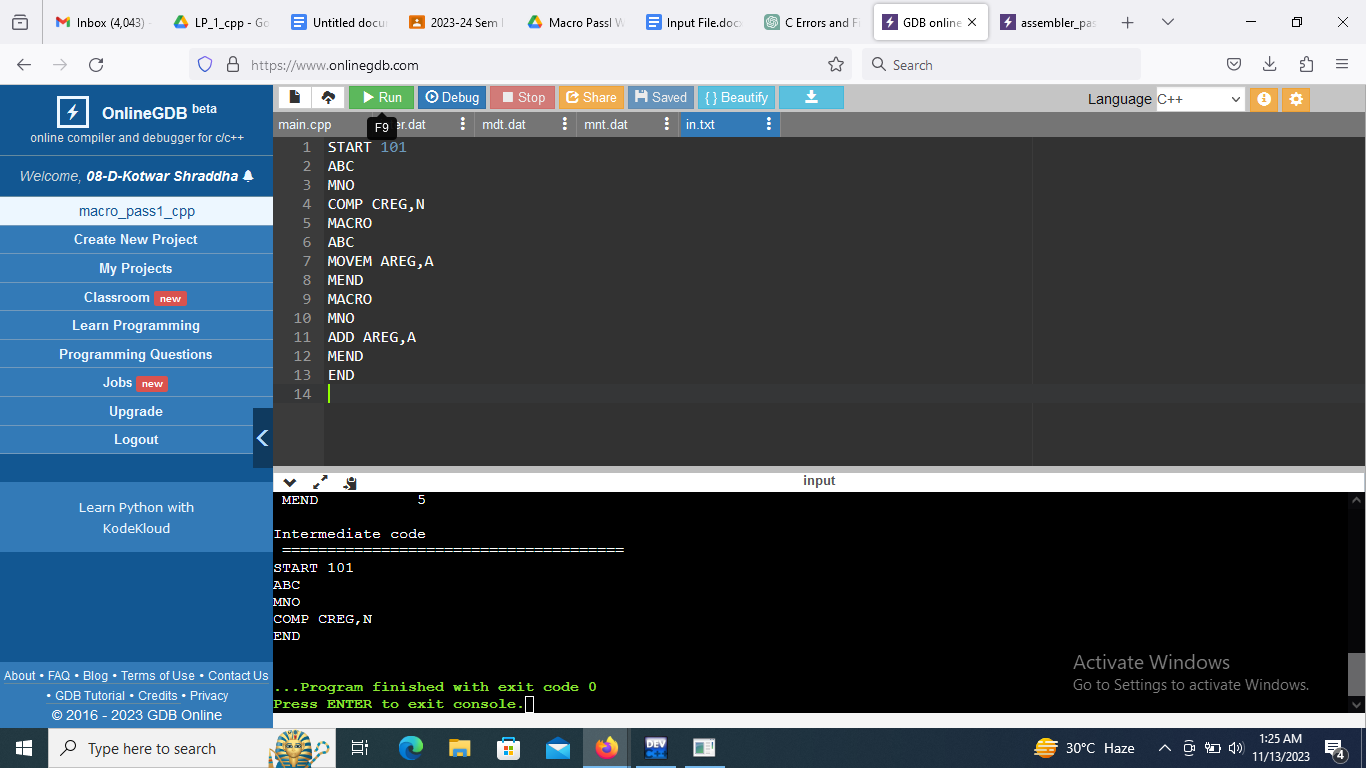 Inbox (4,043)
LP_1_cpp - Go
Untitled docu
2023-24 Sem I
Macro PassI W
Input File.docx
C Errors and Fi
GDB online
assembler_pas
https://www.onlinegdb.com
Search
OnlineGDB beta
online compiler and debugger for c/c++
Welcome, 08-D-Kotwar Shraddha
macro_pass1_cpp
Create New Project
My Projects
Classroom new
Learn Programming
Programming Questions
Jobs new
Upgrade
Logout
Learn Python with
KodeKloud
About • FAQ • Blog • Terms of Use • Contact Us
• GDB Tutorial • Credits • Privacy
© 2016 - 2023 GDB Online
Run Debug Stop Share Saved { } Beautify
Language C++
F9
main.cpp er.dat mdt.dat mnt.dat in.txt
1 START 101
2 ABC
3 MNO
4 COMP CREG,N
5 MACRO
6 ABC
7 MOVEM AREG,A
8 MEND
9 MACRO
10 MNO
11 ADD AREG,A
12 MEND
13 END
14
input
MEND 5
Intermediate code
======================================
START 101
ABC
MNO
COMP CREG,N
END
...Program finished with exit code 0
Press ENTER to exit console.
Activate Windows
Go to Settings to activate Windows.
Type here to search
DEV
30°C Haze
1:25 AM
11/13/2023
4